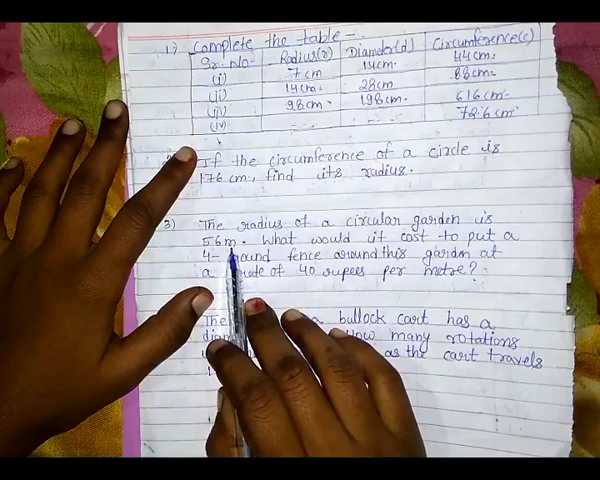 1) Complete the table -
Sr. No- Radius(r) Diameter(d) Circumference(c)
(i) 7 cm 14cm. 44cm.
(ii) 14cm. 28cm 88cm.
(iii) 98cm. 198cm. 616cm.
(iv) 72.6cm
If the circumference of a circle is
176 cm, find its radius.
3) The radius of a circular garden is
56m. What would it cost to put a
4- round fence around this garden at
a rate of 40 rupees per metre?
The a bullock cart has a
How many rotations
as the cart travels